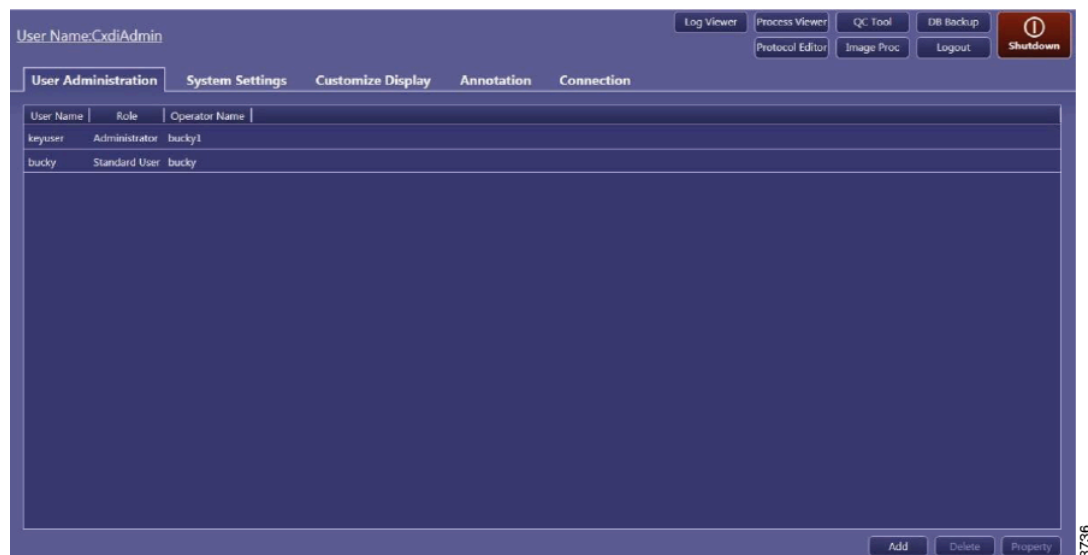 User Name:CxdiAdmin
Log Viewer Process Viewer QC Tool DB Backup Shutdown
Protocol Editor Image Proc Logout
User Administration System Settings Customize Display Annotation Connection
User Name Role Operator Name
keyuser Administrator bucky1
bucky Standard User bucky
Add Delete Property